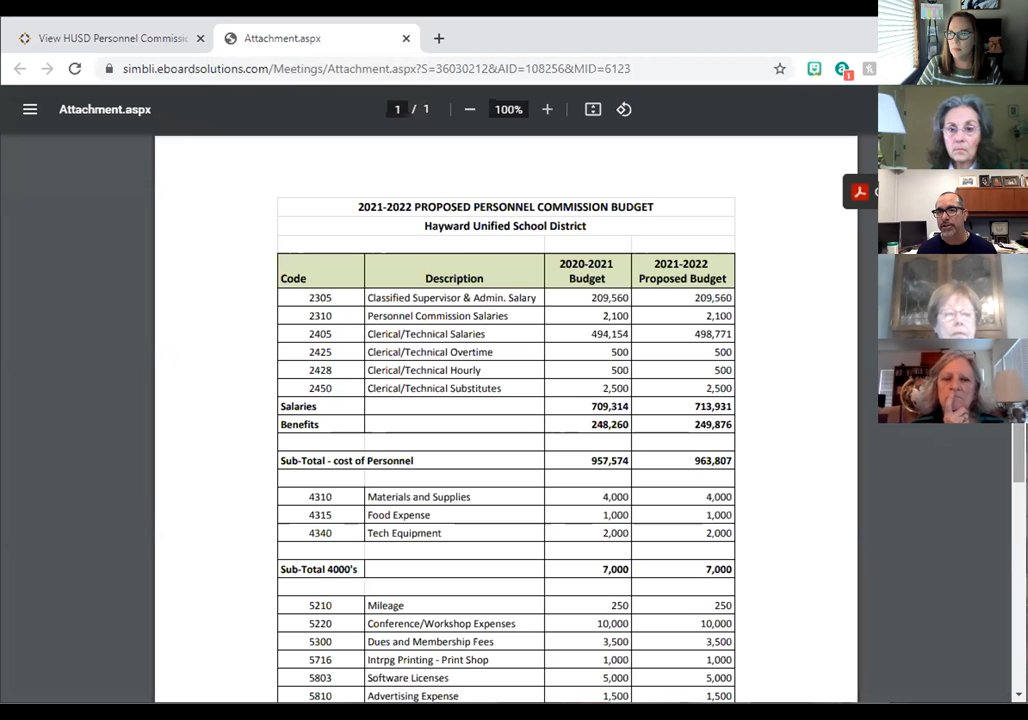 View HUSD Personnel Commissi
Attachment.aspx
simbli.eboardsolutions.com/Meetings/Attachment.aspx?S=36030212&AID=108256&MID=6123
1
Attachment.aspx
1 / 1
100%
2021-2022 PROPOSED PERSONNEL COMMISSION BUDGET
Hayward Unified School District
Code Description 2020-2021 Budget 2021-2022 Proposed Budget
2305 Classified Supervisor & Admin. Salary 209,560 209,560
2310 Personnel Commission Salaries 2,100 2,100
2405 Clerical/Technical Salaries 494,154 498,771
2425 Clerical/Technical Overtime 500 500
2428 Clerical/Technical Hourly 500 500
2450 Clerical/Technical Substitutes 2,500 2,500
Salaries 709,314 713,931
Benefits 248,260 249,876
Sub-Total - cost of Personnel 957,574 963,807
4310 Materials and Supplies 4,000 4,000
4315 Food Expense 1,000 1,000
4340 Tech Equipment 2,000 2,000
Sub-Total 4000's 7,000 7,000
5210 Mileage 250 250
5220 Conference/Workshop Expenses 10,000 10,000
5300 Dues and Membership Fees 3,500 3,500
5716 Intrpg Printing - Print Shop 1,000 1,000
5803 Software Licenses 5,000 5,000
5810 Advertising Expense 1,500 1,500